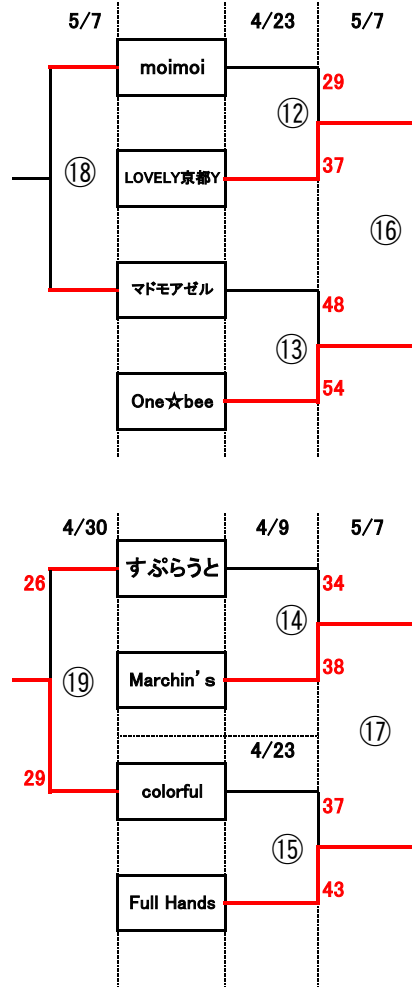 5/7 4/23 5/7
moimoi
29
⑫
LOVELY京都Y
37
⑱
⑯
マドモアゼル
48
⑬
One☆bee
54
4/30 4/9 5/7
すぷらうと
26
34
⑭
Marchin's
38
⑲
⑰
4/23
colorful
29
37
⑮
Full Hands
43